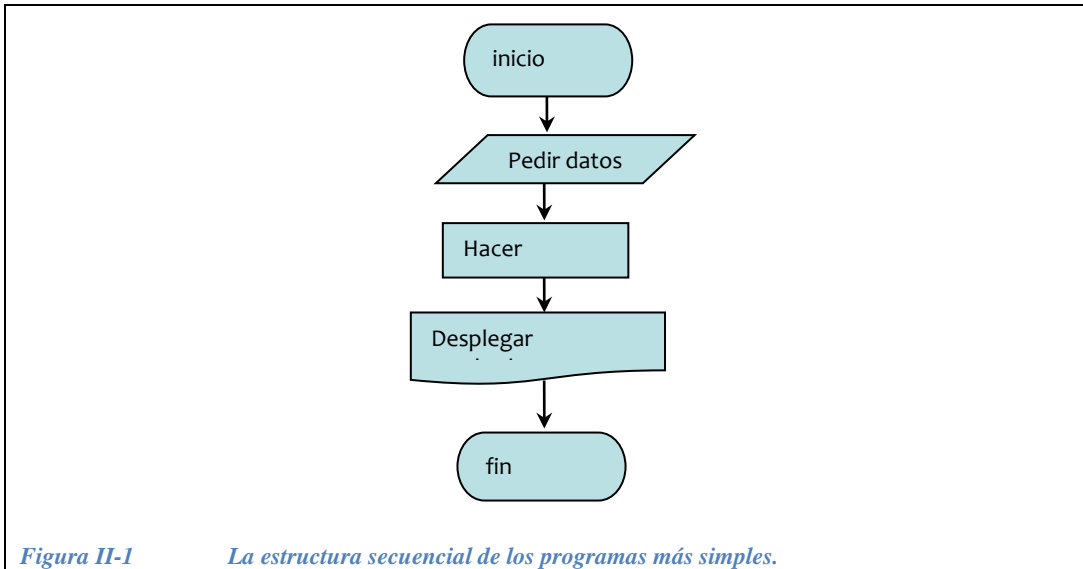 inicio
Pedir datos
Hacer
Desplegar
fin
Figura II-1 La estructura secuencial de los programas más simples.